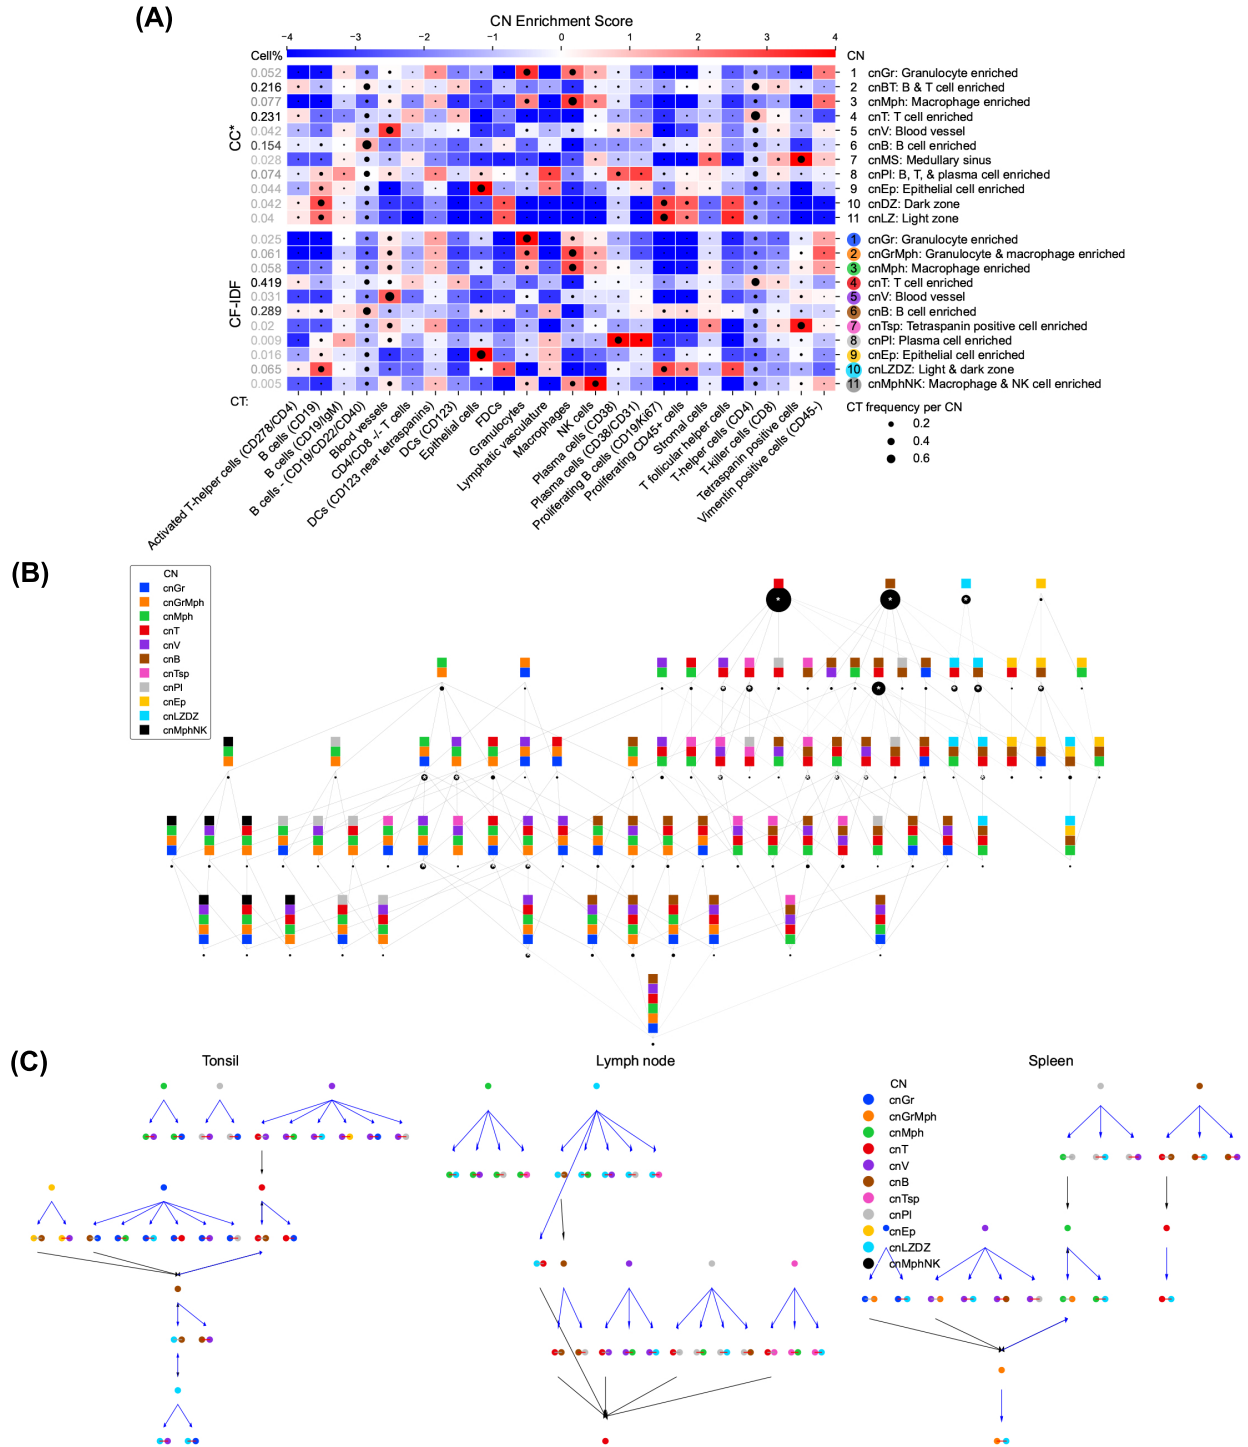 (A)
CN Enrichment Score
−4 −3 −2 −1 0 1 2 3 4
Cell% CN
CC*
0.052 1 cnGr: Granulocyte enriched
0.216 2 cnBT: B & T cell enriched
0.077 3 cnMph: Macrophage enriched
0.231 4 cnT: T cell enriched
0.042 5 cnV: Blood vessel
0.154 6 cnB: B cell enriched
0.028 7 cnMS: Medullary sinus
0.074 8 cnPl: B, T, & plasma cell enriched
0.044 9 cnEp: Epithelial cell enriched
0.042 10 cnDZ: Dark zone
0.04 11 cnLZ: Light zone
CF-IDF
0.025 1 cnGr: Granulocyte enriched
0.061 2 cnGrMph: Granulocyte & macrophage enriched
0.058 3 cnMph: Macrophage enriched
0.419 4 cnT: T cell enriched
0.031 5 cnV: Blood vessel
0.289 6 cnB: B cell enriched
0.02 7 cnTsp: Tetraspanin positive cell enriched
0.009 8 cnPl: Plasma cell enriched
0.016 9 cnEp: Epithelial cell enriched
0.065 10 cnLZDZ: Light & dark zone
0.005 11 cnMphNK: Macrophage & NK cell enriched
CT:
Activated T-helper cells (CD278/CD4)
B cells (CD19)
B cells (CD19/IgM)
B cells - (CD19/CD22/CD40)
Blood vessels
CD4/CD8 -/- T cells
DCs (CD123 near tetraspanins)
DCs (CD123)
Epithelial cells
FDCs
Granulocytes
Lymphatic vasculature
Macrophages
NK cells
Plasma cells (CD38)
Plasma cells (CD38/CD31)
Proliferating B cells (CD19/Ki67)
Proliferating CD45+ cells
Stromal cells
T follicular helper cells
T-helper cells (CD4)
T-killer cells (CD8)
Tetraspanin positive cells
Vimentin positive cells (CD45-)
CT frequency per CN
0.2
0.4
0.6
(B)
CN
cnGr
cnGrMph
cnMph
cnT
cnV
cnB
cnTsp
cnPl
cnEp
cnLZDZ
cnMphNK
(C)
Tonsil
Lymph node
Spleen
CN
cnGr
cnGrMph
cnMph
cnT
cnV
cnB
cnTsp
cnPl
cnEp
cnLZDZ
cnMphNK